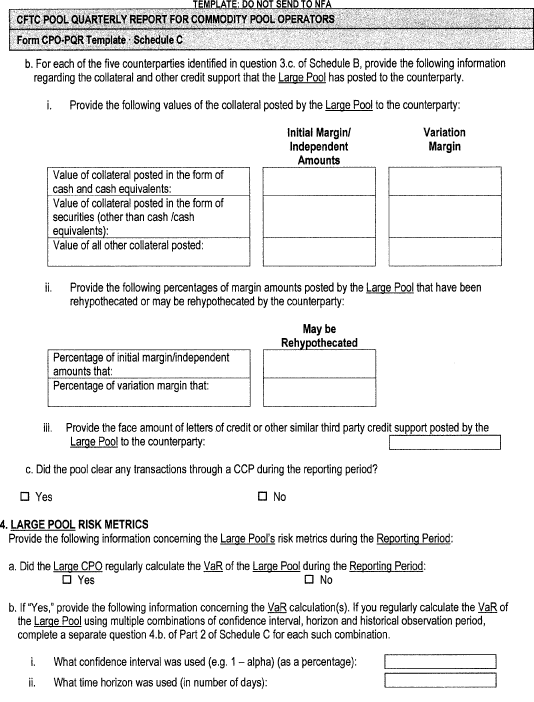 TEMPLATE: DO NOT SEND TO NFA
CFTC POOL QUARTERLY REPORT FOR COMMODITY POOL OPERATORS
Form CPO-PQR Template · Schedule C
b. For each of the five counterparties identified in question 3.c. of Schedule B, provide the following information
regarding the collateral and other credit support that the Large Pool has posted to the counterparty.
i. Provide the following values of the collateral posted by the Large Pool to the counterparty:
Initial Margin/ Variation
Independent Margin
Amounts
Value of collateral posted in the form of
cash and cash equivalents:
Value of collateral posted in the form of
securities (other than cash /cash
equivalents):
Value of all other collateral posted:
ii. Provide the following percentages of margin amounts posted by the Large Pool that have been
rehypothecated or may be rehypothecated by the counterparty:
May be
Rehypothecated
Percentage of initial margin/independent
amounts that:
Percentage of variation margin that:
iii. Provide the face amount of letters of credit or other similar third party credit support posted by the
Large Pool to the counterparty:
c. Did the pool clear any transactions through a CCP during the reporting period?
☐ Yes ☐ No
4. LARGE POOL RISK METRICS
Provide the following information concerning the Large Pool's risk metrics during the Reporting Period:
a. Did the Large CPO regularly calculate the VaR of the Large Pool during the Reporting Period:
☐ Yes ☐ No
b. If "Yes," provide the following information concerning the VaR calculation(s). If you regularly calculate the VaR of
the Large Pool using multiple combinations of confidence interval, horizon and historical observation period,
complete a separate question 4.b. of Part 2 of Schedule C for each such combination.
i. What confidence interval was used (e.g. 1 – alpha) (as a percentage):
ii. What time horizon was used (in number of days):